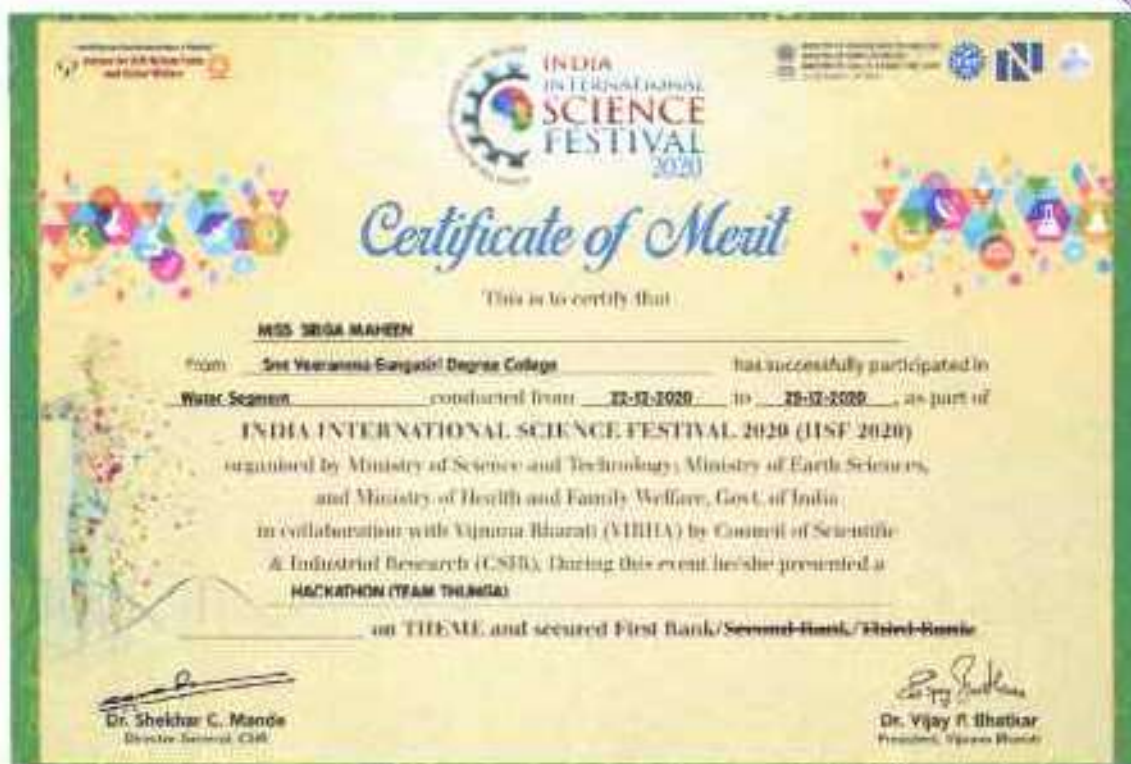 INDIA
INTERNATIONAL
SCIENCE
FESTIVAL
2020
Certificate of Merit
This is to certify that
MISS MAHEEN
From Smt Veeramma Gangasiri Degree College has successfully participated in
Water Segment conducted from 22-12-2020 to 25-12-2020, as part of
INDIA INTERNATIONAL SCIENCE FESTIVAL 2020 (IISF 2020)
organised by Ministry of Science and Technology; Ministry of Earth Sciences,
and Ministry of Health and Family Welfare, Govt. of India
in collaboration with Vijnana Bharati (VIBHA) by Council of Scientific
& Industrial Research (CSIR). During this event he/she presented a
HACKATHON (TEAM THUNGA)
on THEME and secured First Rank/Second Rank/Third Rank
Dr. Shekhar C. Mande
Director General, CSIR
Dr. Vijay P. Bhatkar
President, Vijnana Bharati